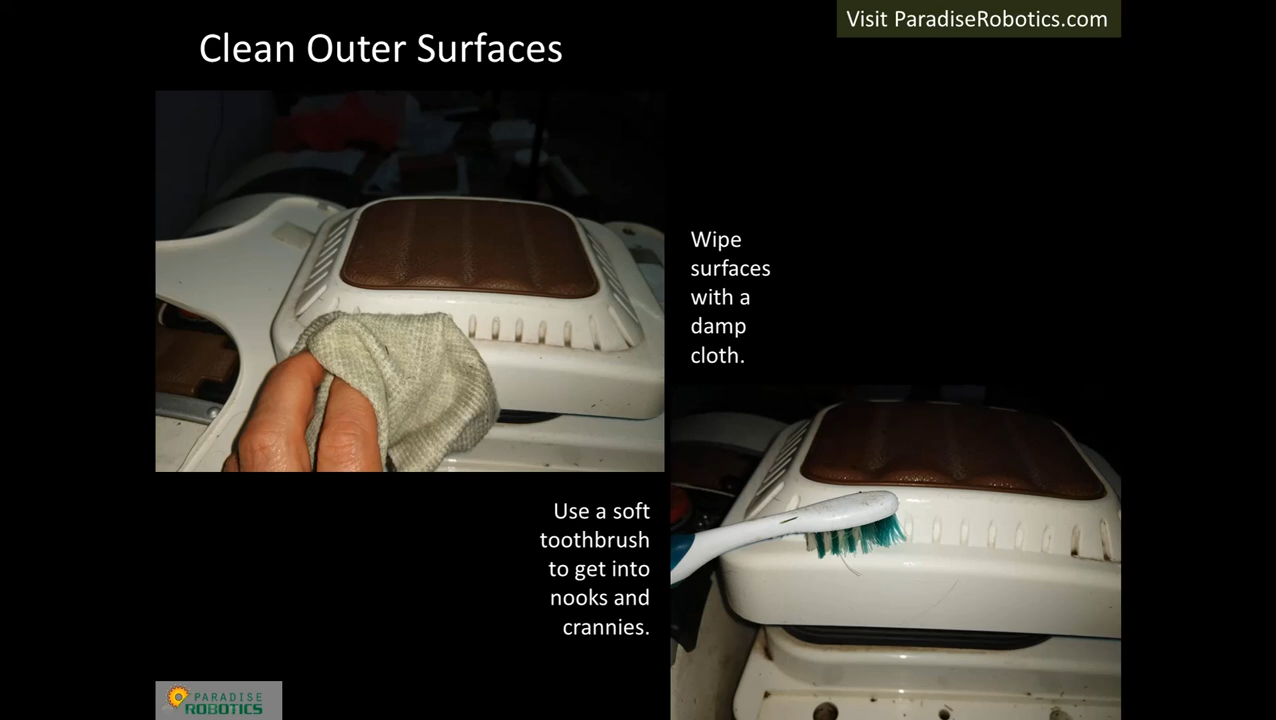 Visit ParadiseRobotics.com
Clean Outer Surfaces
Wipe
surfaces
with a
damp
cloth.
Use a soft
toothbrush
to get into
nooks and
crannies.
PARADISE
ROBOTICS